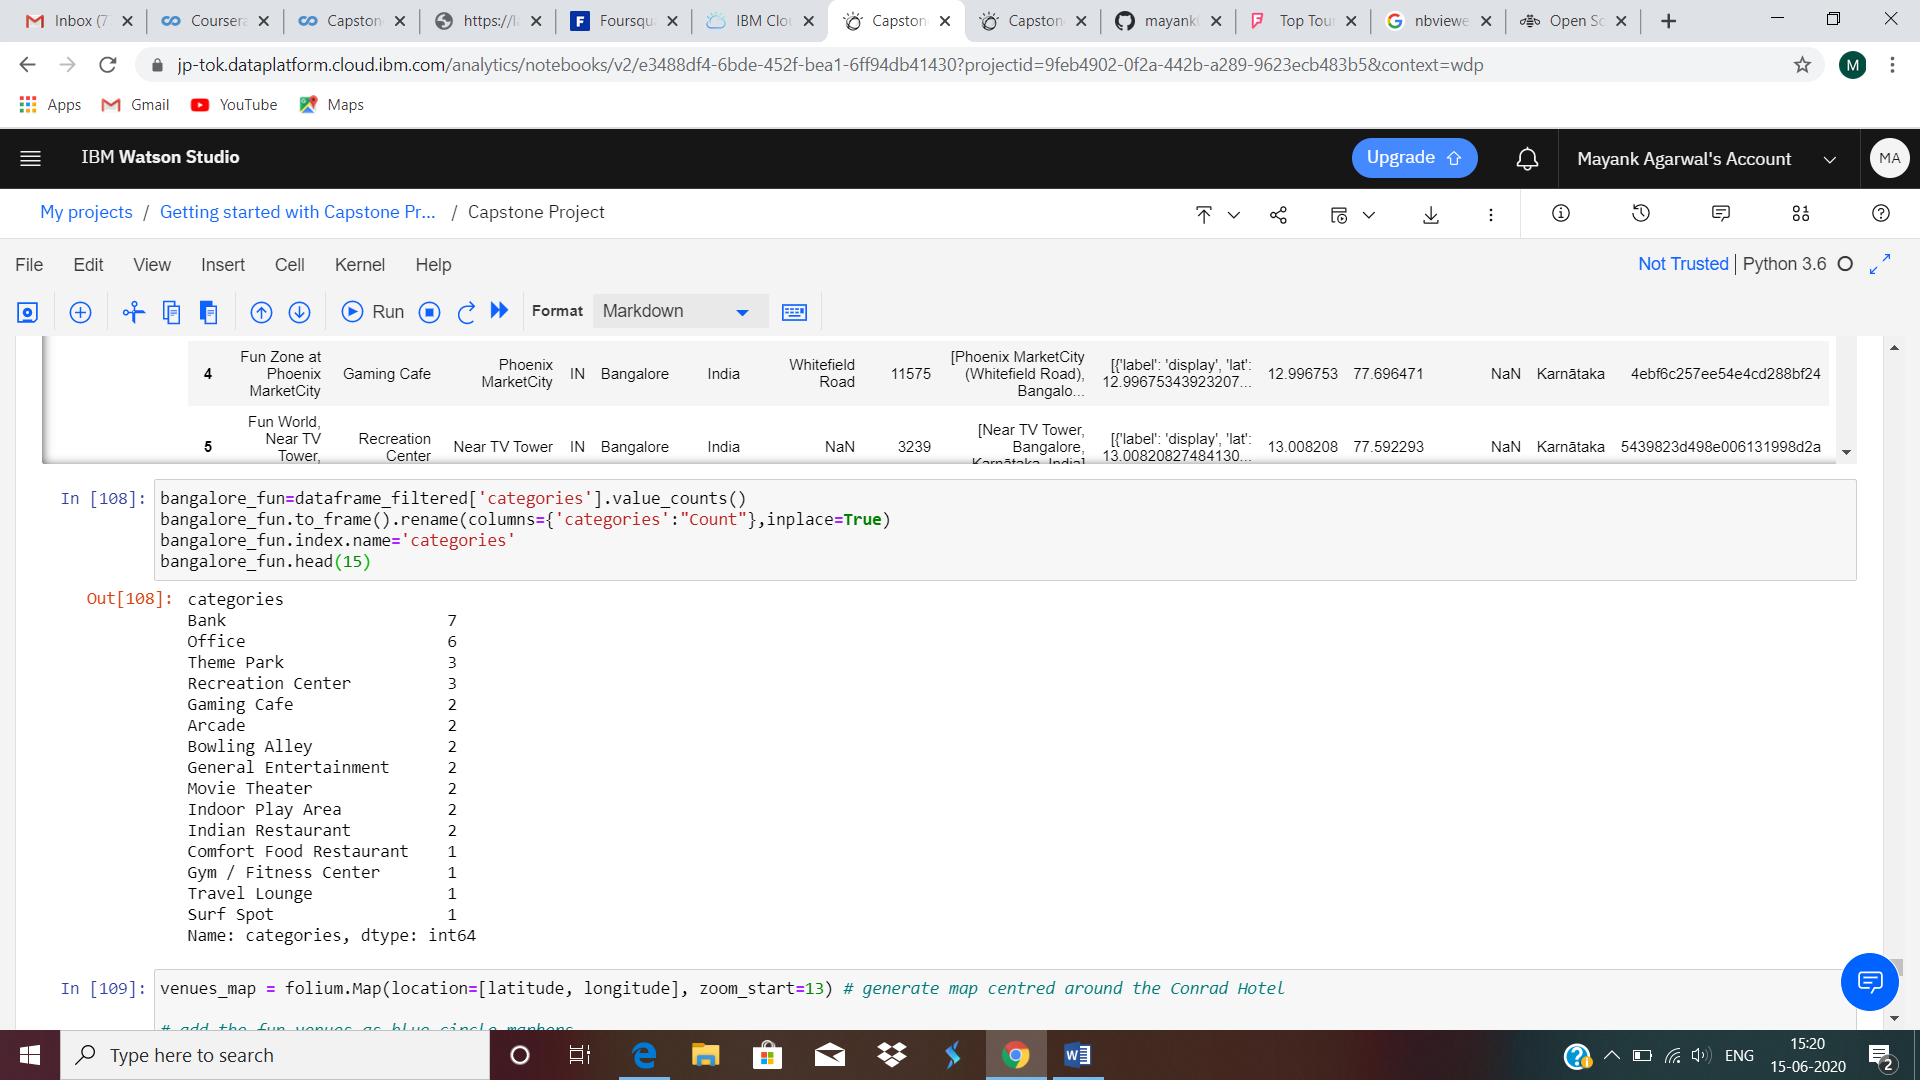 Inbox (7
Coursera
Capston
https://l
Foursqu
IBM Clou
Capston
Capston
mayank
Top Tour
nbviewe
Open So
jp-tok.dataplatform.cloud.ibm.com/analytics/notebooks/v2/e3488df4-6bde-452f-bea1-6ff94db41430?projectid=9feb4902-0f2a-442b-a289-9623ecb483b5&context=wdp
M
Apps
Gmail
YouTube
Maps
IBM Watson Studio
Upgrade
Mayank Agarwal's Account
MA
My projects / Getting started with Capstone Pr... / Capstone Project
File Edit View Insert Cell Kernel Help
Not Trusted | Python 3.6
Run
Format
Markdown
4 Fun Zone at Phoenix MarketCity Gaming Cafe Phoenix MarketCity IN Bangalore India Whitefield Road 11575 [Phoenix MarketCity (Whitefield Road), Bangalo... [{'label': 'display', 'lat': 12.99675343923207... 12.996753 77.696471 NaN Karnātaka 4ebf6c257ee54e4cd288bf24
5 Fun World, Near TV Tower, Recreation Center Near TV Tower IN Bangalore India NaN 3239 [Near TV Tower, Bangalore, Karnātaka, India] [{'label': 'display', 'lat': 13.00820827484130... 13.008208 77.592293 NaN Karnātaka 5439823d498e006131998d2a
In [108]: bangalore_fun=dataframe_filtered['categories'].value_counts()
bangalore_fun.to_frame().rename(columns={'categories':"Count"},inplace=True)
bangalore_fun.index.name='categories'
bangalore_fun.head(15)
Out[108]: categories
Bank 7
Office 6
Theme Park 3
Recreation Center 3
Gaming Cafe 2
Arcade 2
Bowling Alley 2
General Entertainment 2
Movie Theater 2
Indoor Play Area 2
Indian Restaurant 2
Comfort Food Restaurant 1
Gym / Fitness Center 1
Travel Lounge 1
Surf Spot 1
Name: categories, dtype: int64
In [109]: venues_map = folium.Map(location=[latitude, longitude], zoom_start=13) # generate map centred around the Conrad Hotel
# add the fun venues as blue circle markers
Type here to search
ENG
15:20
15-06-2020
2